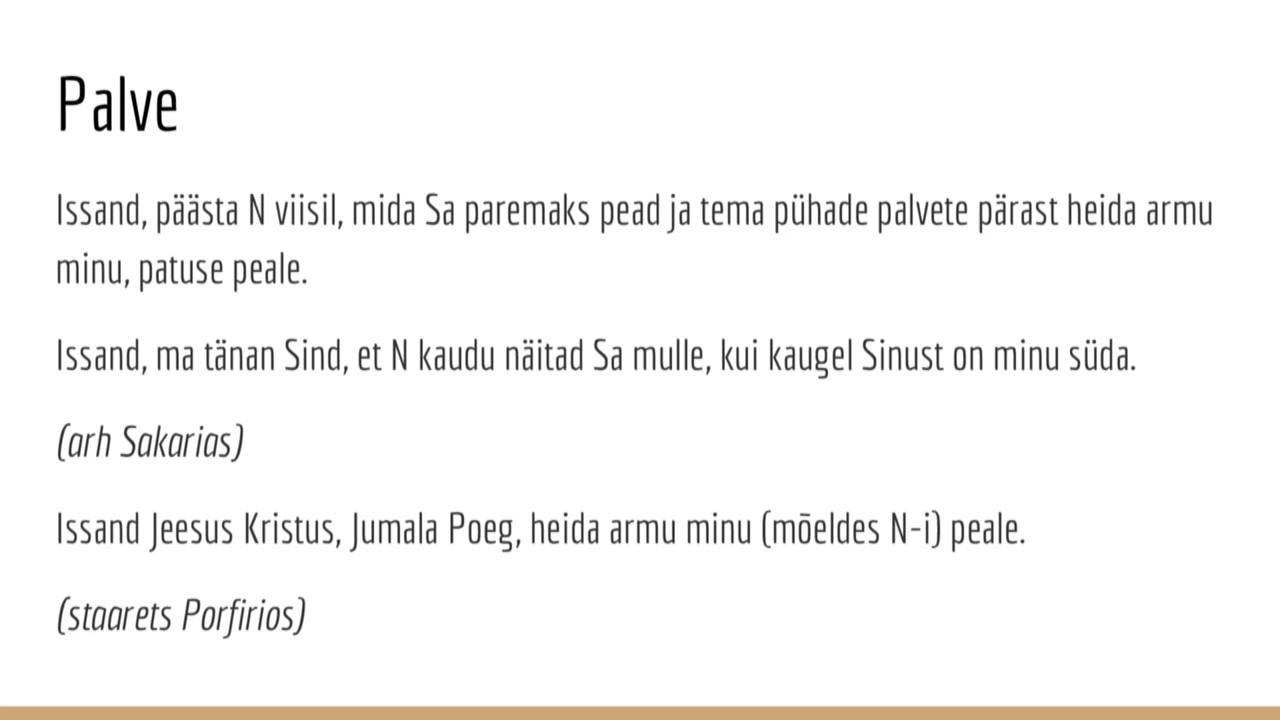 Palve
Issand, päästa N viisil, mida Sa paremaks pead ja tema pühade palvete pärast heida armu
minu, patuse peale.
Issand, ma tänan Sind, et N kaudu näitad Sa mulle, kui kaugel Sinust on minu süda.
(arh Sakarias)
Issand Jeesus Kristus, Jumala Poeg, heida armu minu (mõeldes N-i) peale.
(staarets Porfirios)